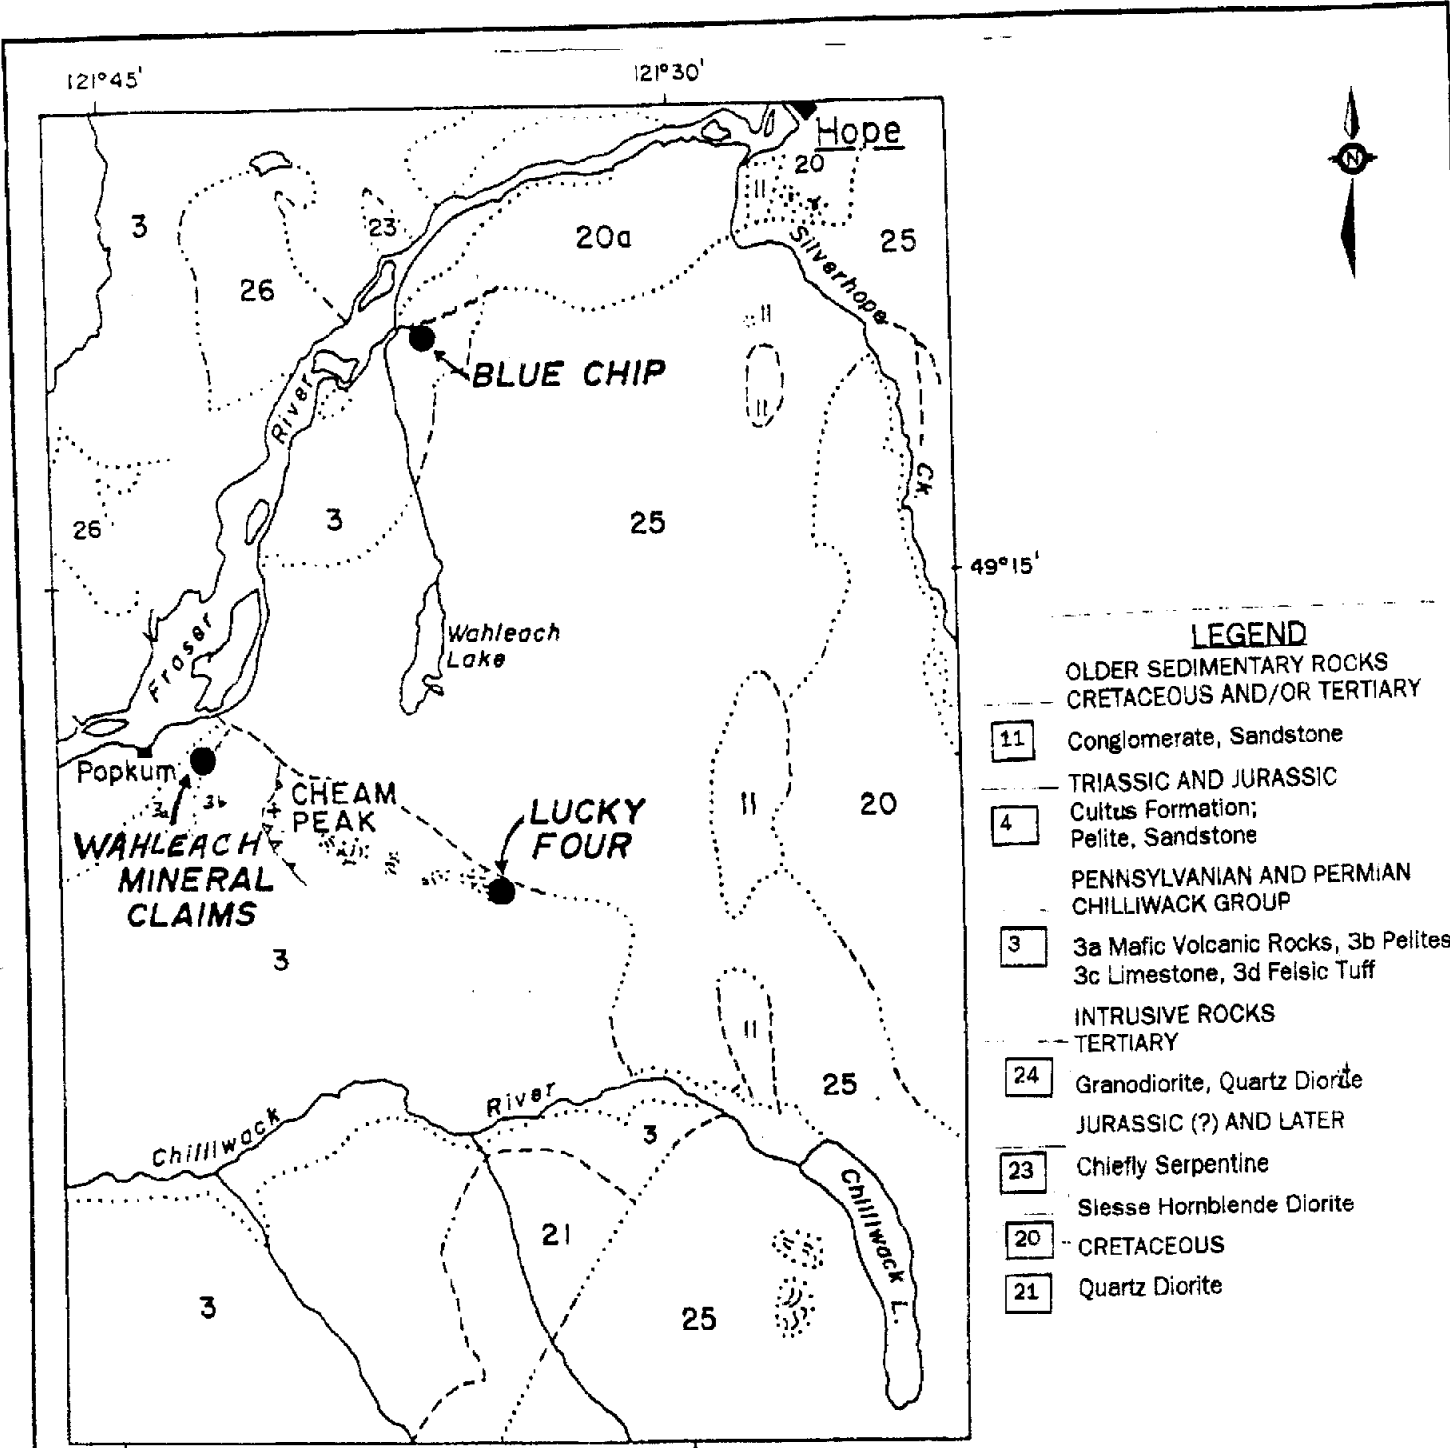 121°45'
121°30'
Hope
20
11
3
23
20a
25
Silverhope
26
N
11
BLUE CHIP
11
River
Ck.
3
25
26
49°15'
Wahleach
Lake
Fraser
Popkum
3a
3b
CHEAM
PEAK
LUCKY
FOUR
11
20
WAHLEACH
MINERAL
CLAIMS
3
11
25
River
Chilliwack
3
Chilliwack L.
21
3
25
LEGEND
OLDER SEDIMENTARY ROCKS
CRETACEOUS AND/OR TERTIARY
11 Conglomerate, Sandstone
TRIASSIC AND JURASSIC
4 Cultus Formation;
Pelite, Sandstone
PENNSYLVANIAN AND PERMIAN
CHILLIWACK GROUP
3 3a Mafic Volcanic Rocks, 3b Pelites
3c Limestone, 3d Felsic Tuff
INTRUSIVE ROCKS
TERTIARY
24 Granodiorite, Quartz Diorite
JURASSIC (?) AND LATER
23 Chiefly Serpentine
Slesse Hornblende Diorite
20 CRETACEOUS
21 Quartz Diorite